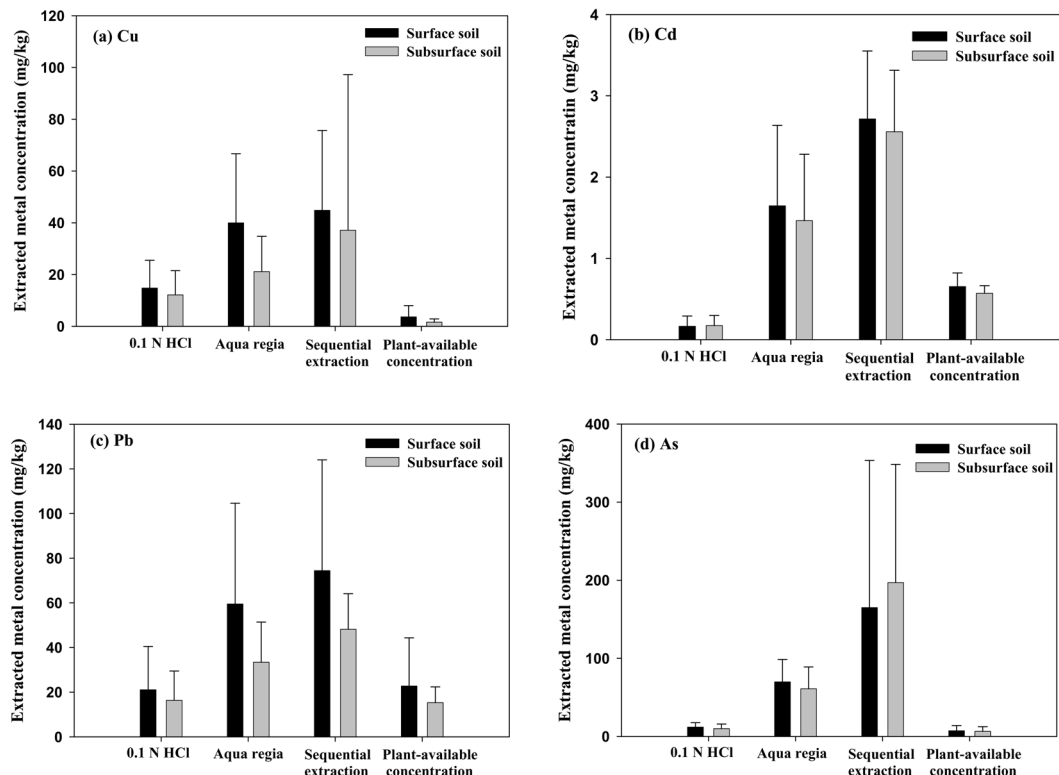 (a) Cu
Surface soil
Subsurface soil
Extracted metal concentration (mg/kg)
120
100
80
60
40
20
0
0.1 N HCl
Aqua regia
Sequential
extraction
Plant-available
concentration
(b) Cd
Surface soil
Subsurface soil
Extracted metal concentratin (mg/kg)
4
3
2
1
0
0.1 N HCl
Aqua regia
Sequential
extraction
Plant-available
concentration
(c) Pb
Surface soil
Subsurface soil
Extracted metal concentration (mg/kg)
140
120
100
80
60
40
20
0
0.1 N HCl
Aqua regia
Sequential
extraction
Plant-available
concentration
(d) As
Surface soil
Subsurface soil
Extracted metal concentration (mg/kg)
400
300
200
100
0
0.1 N HCl
Aqua regia
Sequential
extraction
Plant-available
concentration